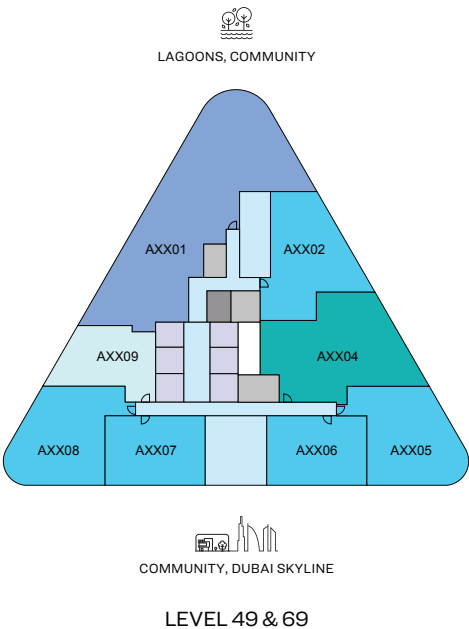 LAGOONS, COMMUNITY
AXX01
AXX02
AXX09
AXX04
AXX08
AXX07
AXX06
AXX05
COMMUNITY, DUBAI SKYLINE
LEVEL 49 & 69